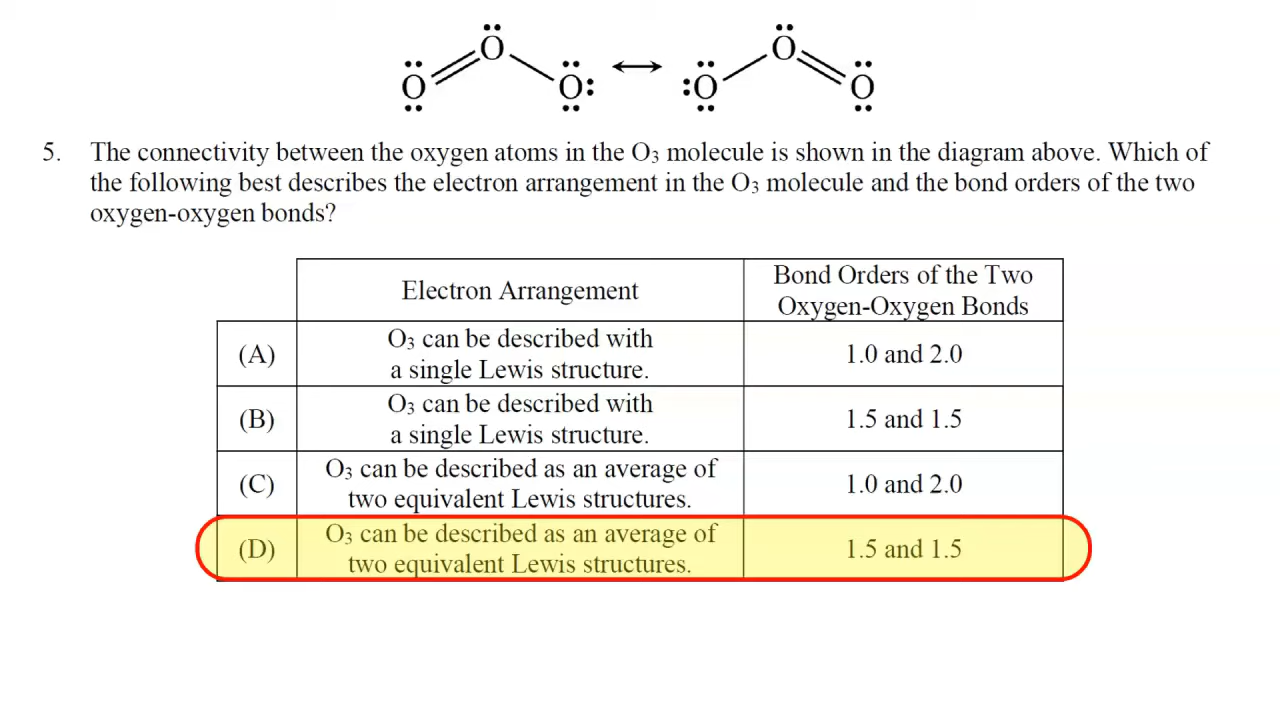 Ö Ö
Ö Ö: ↔ :Ö Ö
5. The connectivity between the oxygen atoms in the O₃ molecule is shown in the diagram above. Which of
the following best describes the electron arrangement in the O₃ molecule and the bond orders of the two
oxygen-oxygen bonds?
Electron Arrangement
Bond Orders of the Two
Oxygen-Oxygen Bonds
(A)
O₃ can be described with
a single Lewis structure.
1.0 and 2.0
(B)
O₃ can be described with
a single Lewis structure.
1.5 and 1.5
(C)
O₃ can be described as an average of
two equivalent Lewis structures.
1.0 and 2.0
(D)
O₃ can be described as an average of
two equivalent Lewis structures.
1.5 and 1.5